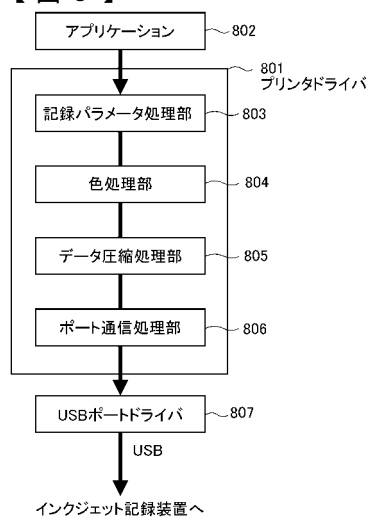 アプリケーション
802
801
プリンタドライバ
記録パラメータ処理部
803
色処理部
804
データ圧縮処理部
805
ポート通信処理部
806
USBポートドライバ
807
USB
インクジェット記録装置へ